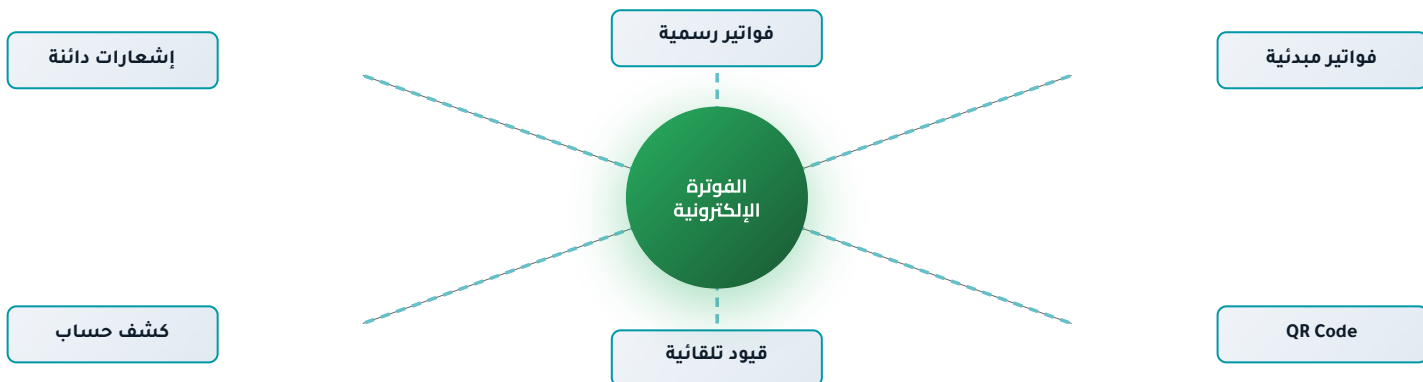 فواتير رسمية
فواتير مبدئية
إشعارات دائنة
الفوترة
الإلكترونية
QR Code
كشف حساب
قيود تلقائية